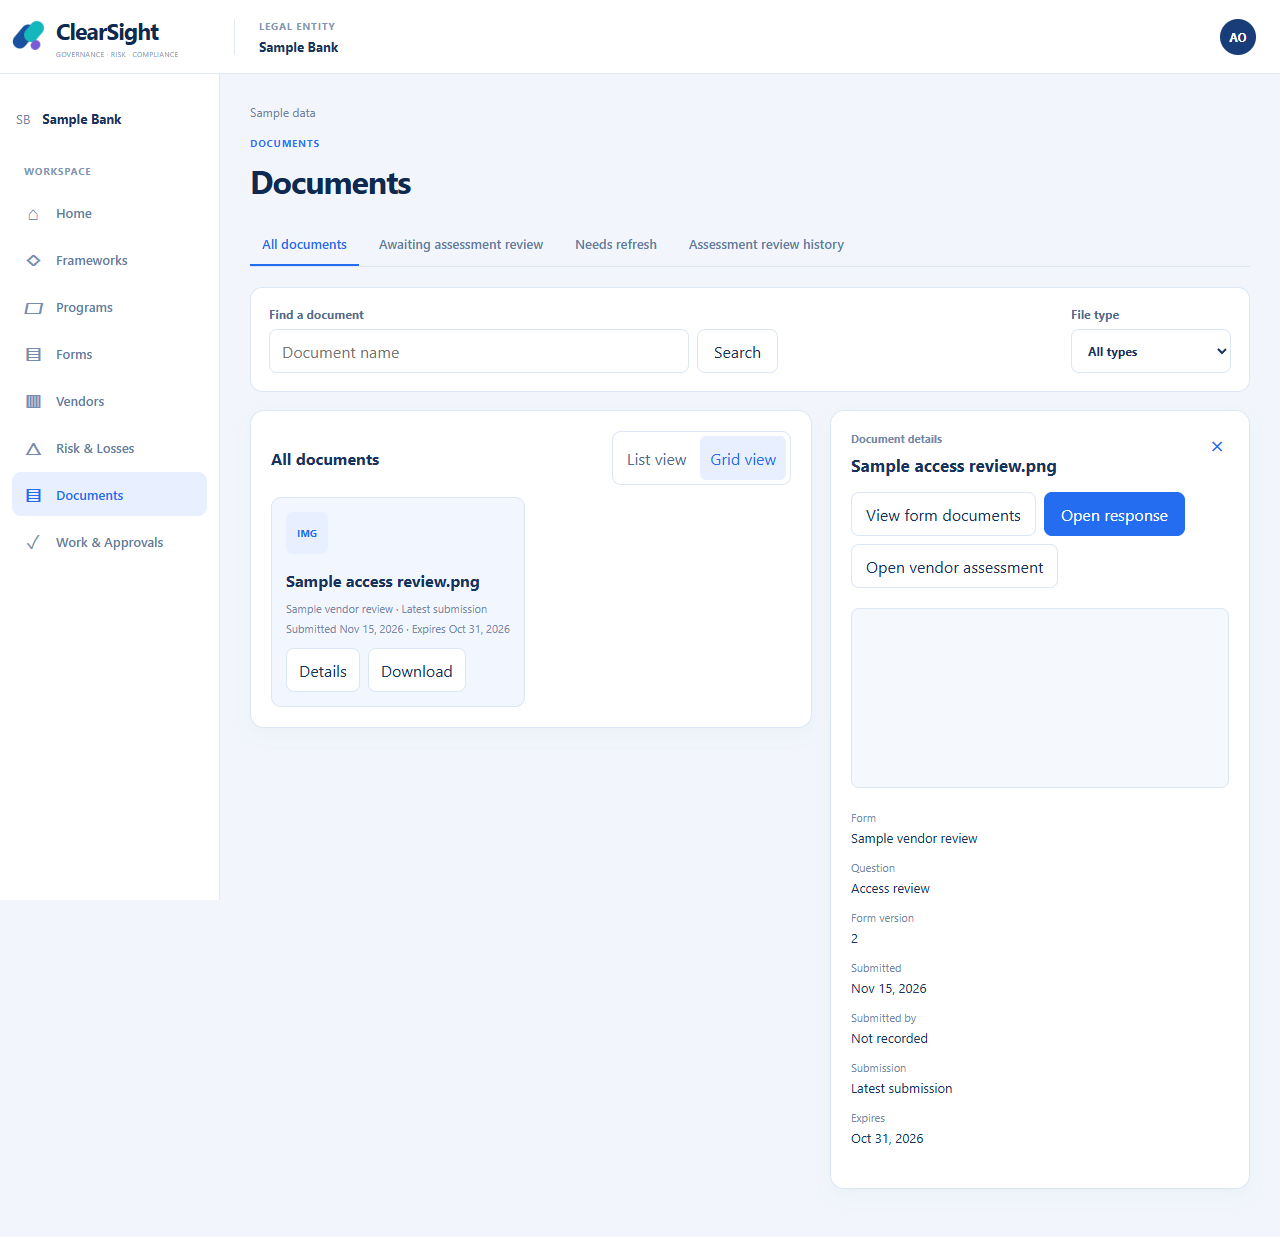 ClearSight
GOVERNANCE · RISK · COMPLIANCE
LEGAL ENTITY
Sample Bank
AO
SB Sample Bank
WORKSPACE
Home
Frameworks
Programs
Forms
Vendors
Risk & Losses
Documents
Work & Approvals
Sample data
DOCUMENTS
Documents
All documents
Awaiting assessment review
Needs refresh
Assessment review history
Find a document
Document name
Search
File type
All types
All documents
List view
Grid view
IMG
Sample access review.png
Sample vendor review · Latest submission
Submitted Nov 15, 2026 · Expires Oct 31, 2026
Details
Download
Document details
Sample access review.png
View form documents
Open response
Open vendor assessment
Form
Sample vendor review
Question
Access review
Form version
2
Submitted
Nov 15, 2026
Submitted by
Not recorded
Submission
Latest submission
Expires
Oct 31, 2026